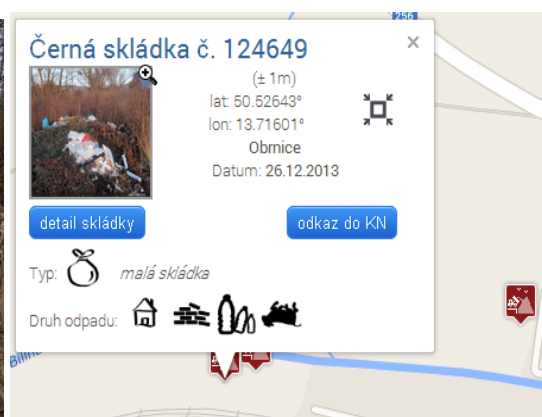 256
Černá skládka č. 124649
×
(± 1m)
lat: 50.52643°
lon: 13.71601°
Obrnice
Datum: 26.12.2013
detail skládky
odkaz do KN
Typ:
malá skládka
Druh odpadu: